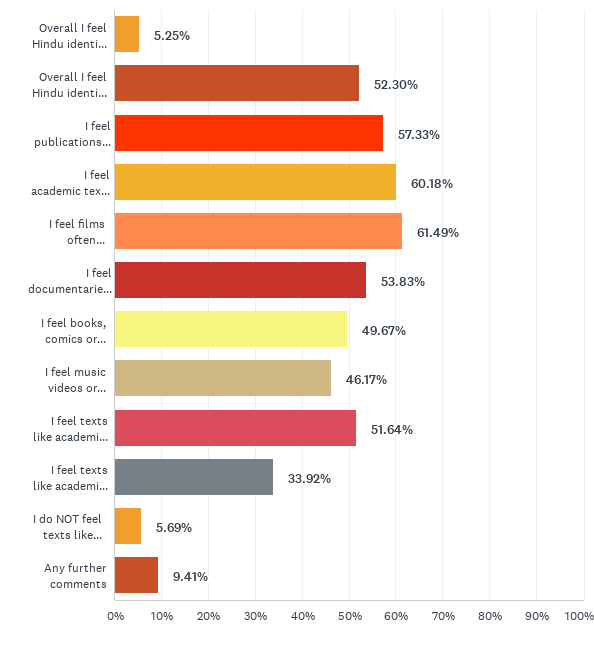 Overall I feel
Hindu identi...
5.25%
Overall I feel
Hindu identi...
52.30%
I feel
publications...
57.33%
I feel
academic tex...
60.18%
I feel films
often...
61.49%
I feel
documentarie...
53.83%
I feel books,
comics or...
49.67%
I feel music
videos or...
46.17%
I feel texts
like academi...
51.64%
I feel texts
like academi...
33.92%
I do NOT feel
texts like...
5.69%
Any further
comments
9.41%
0% 10% 20% 30% 40% 50% 60% 70% 80% 90% 100%